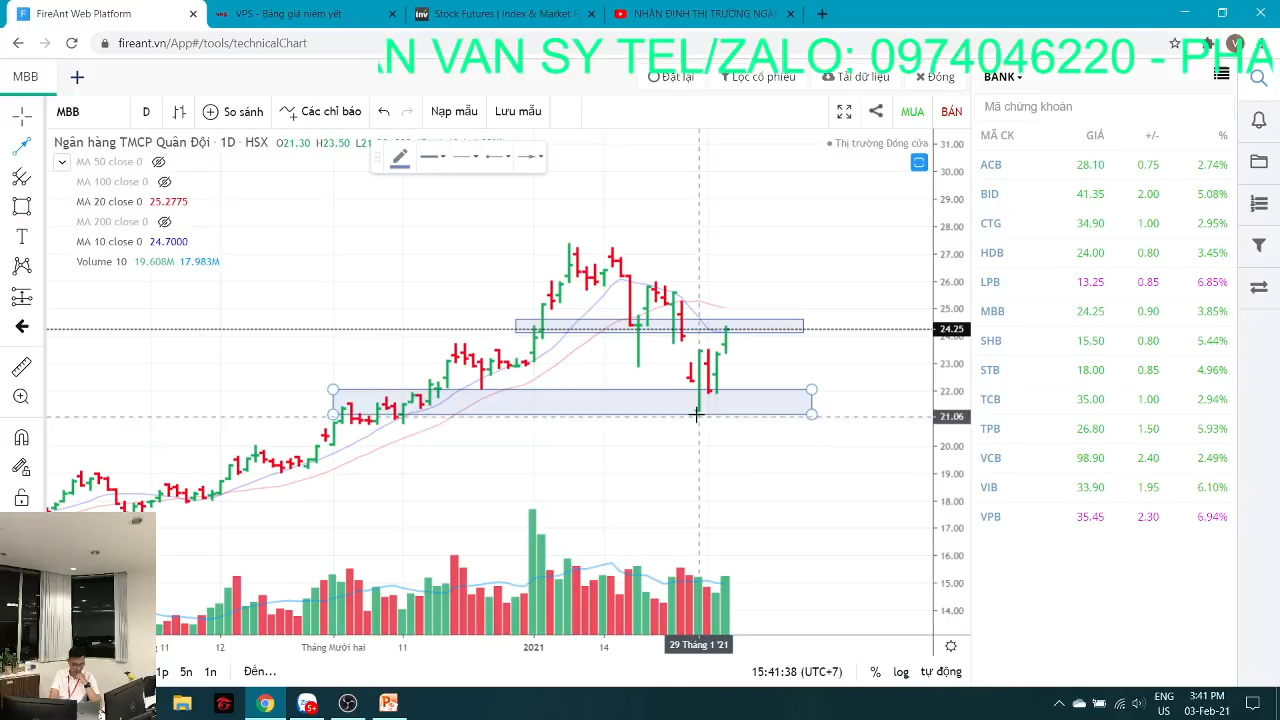 FireAnt
VPS - Bảng giá niêm yết
Stock Futures | Index & Market F
NHẬN ĐỊNH THỊ TRƯỜNG NGÀY
fireant.vn/App#/tools/technicalChart
AN VAN SY TEL/ZALO: 0974046220 - PHA
MBB
Đặt lại
Lọc cổ phiếu
Tải dữ liệu
Đóng
BANK
MBB
D
So sánh
Các chỉ báo
Nạp mẫu
Lưu mẫu
MUA
BÁN
Mã chứng khoán
Ngân hàng TMCP Quân Đội · 1D · HSX O21.30 H23.50
Thị trường Đóng cửa
MA 50 close 0
MA 100 close 0
MA 20 close 0 25.2775
MA 200 close 0
MA 10 close 0 24.7000
Volume 10 19.608M 17.983M
31.00
30.00
29.00
28.00
27.00
26.00
25.00
24.25
24.00
23.00
22.00
21.06
20.00
19.00
18.00
17.00
16.00
15.00
14.00
MÃ CK GIÁ +/- %
ACB 28.10 0.75 2.74%
BID 41.35 2.00 5.08%
CTG 34.90 1.00 2.95%
HDB 24.00 0.80 3.45%
LPB 13.25 0.85 6.85%
MBB 24.25 0.90 3.85%
SHB 15.50 0.80 5.44%
STB 18.00 0.85 4.96%
TCB 35.00 1.00 2.94%
TPB 26.80 1.50 5.93%
VCB 98.90 2.40 2.49%
VIB 33.90 1.95 6.10%
VPB 35.45 2.30 6.94%
11 12 Tháng Mười hai 11 2021 14 29 Tháng 1 '21
1p 5n 1n Đến... 15:41:38 (UTC+7) % log tự động
5+
ENG
US
3:41 PM
03-Feb-21